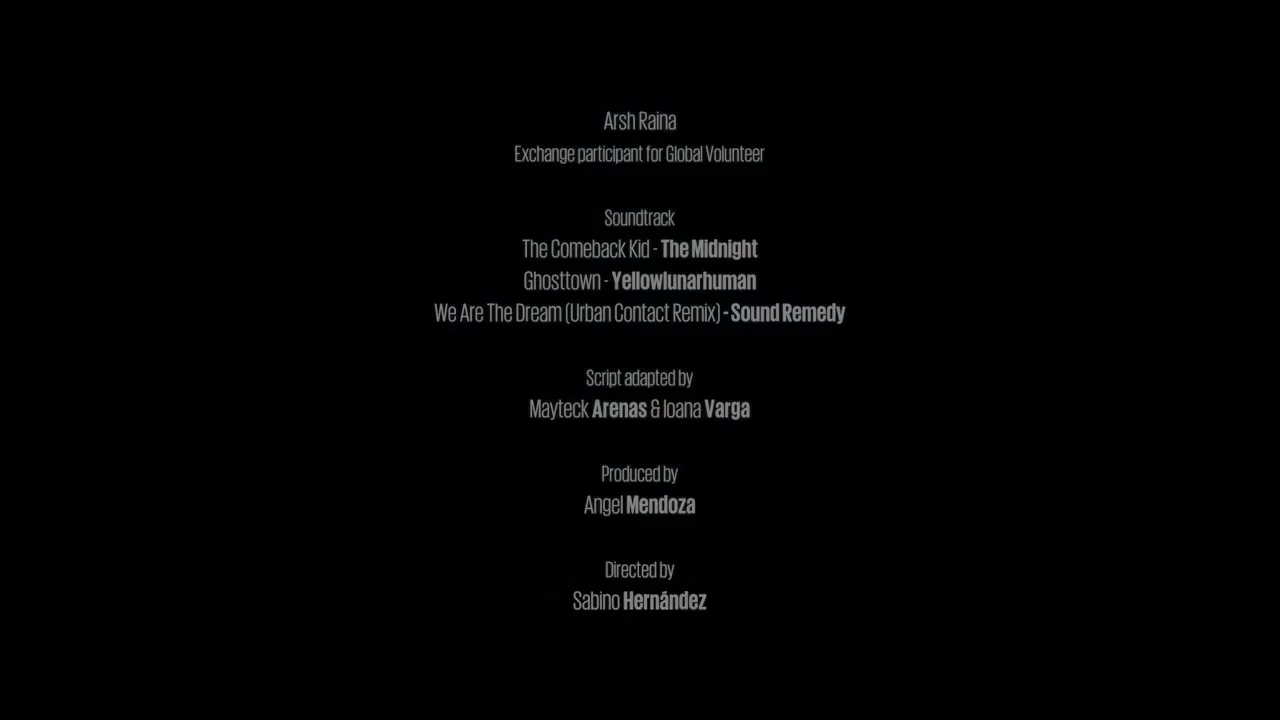 Arsh Raina
Exchange participant for Global Volunteer
Soundtrack
The Comeback Kid - The Midnight
Ghosttown - Yellowlunarhuman
We Are The Dream (Urban Contact Remix) - Sound Remedy
Script adapted by
Mayteck Arenas & Ioana Varga
Produced by
Angel Mendoza
Directed by
Sabino Hernández